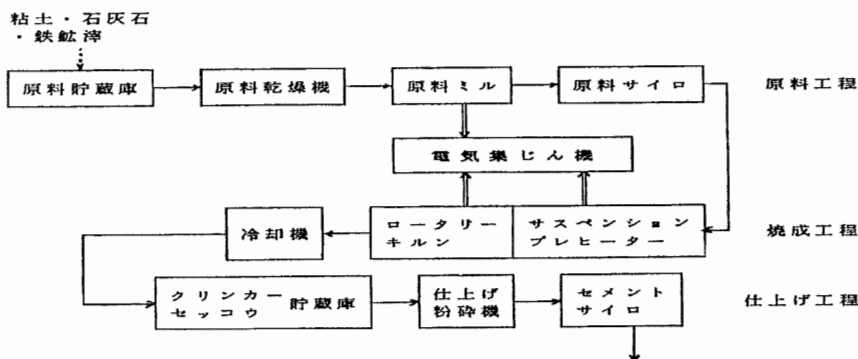 粘土・石灰石
・鉄鉱滓
原料貯蔵庫
原料乾燥機
原料ミル
原料サイロ
原料工程
電気集じん機
冷却機
ロータリー
キルン
サスペンション
プレヒーター
焼成工程
クリンカー
セッコウ
貯蔵庫
仕上げ
粉砕機
セメント
サイロ
仕上げ工程